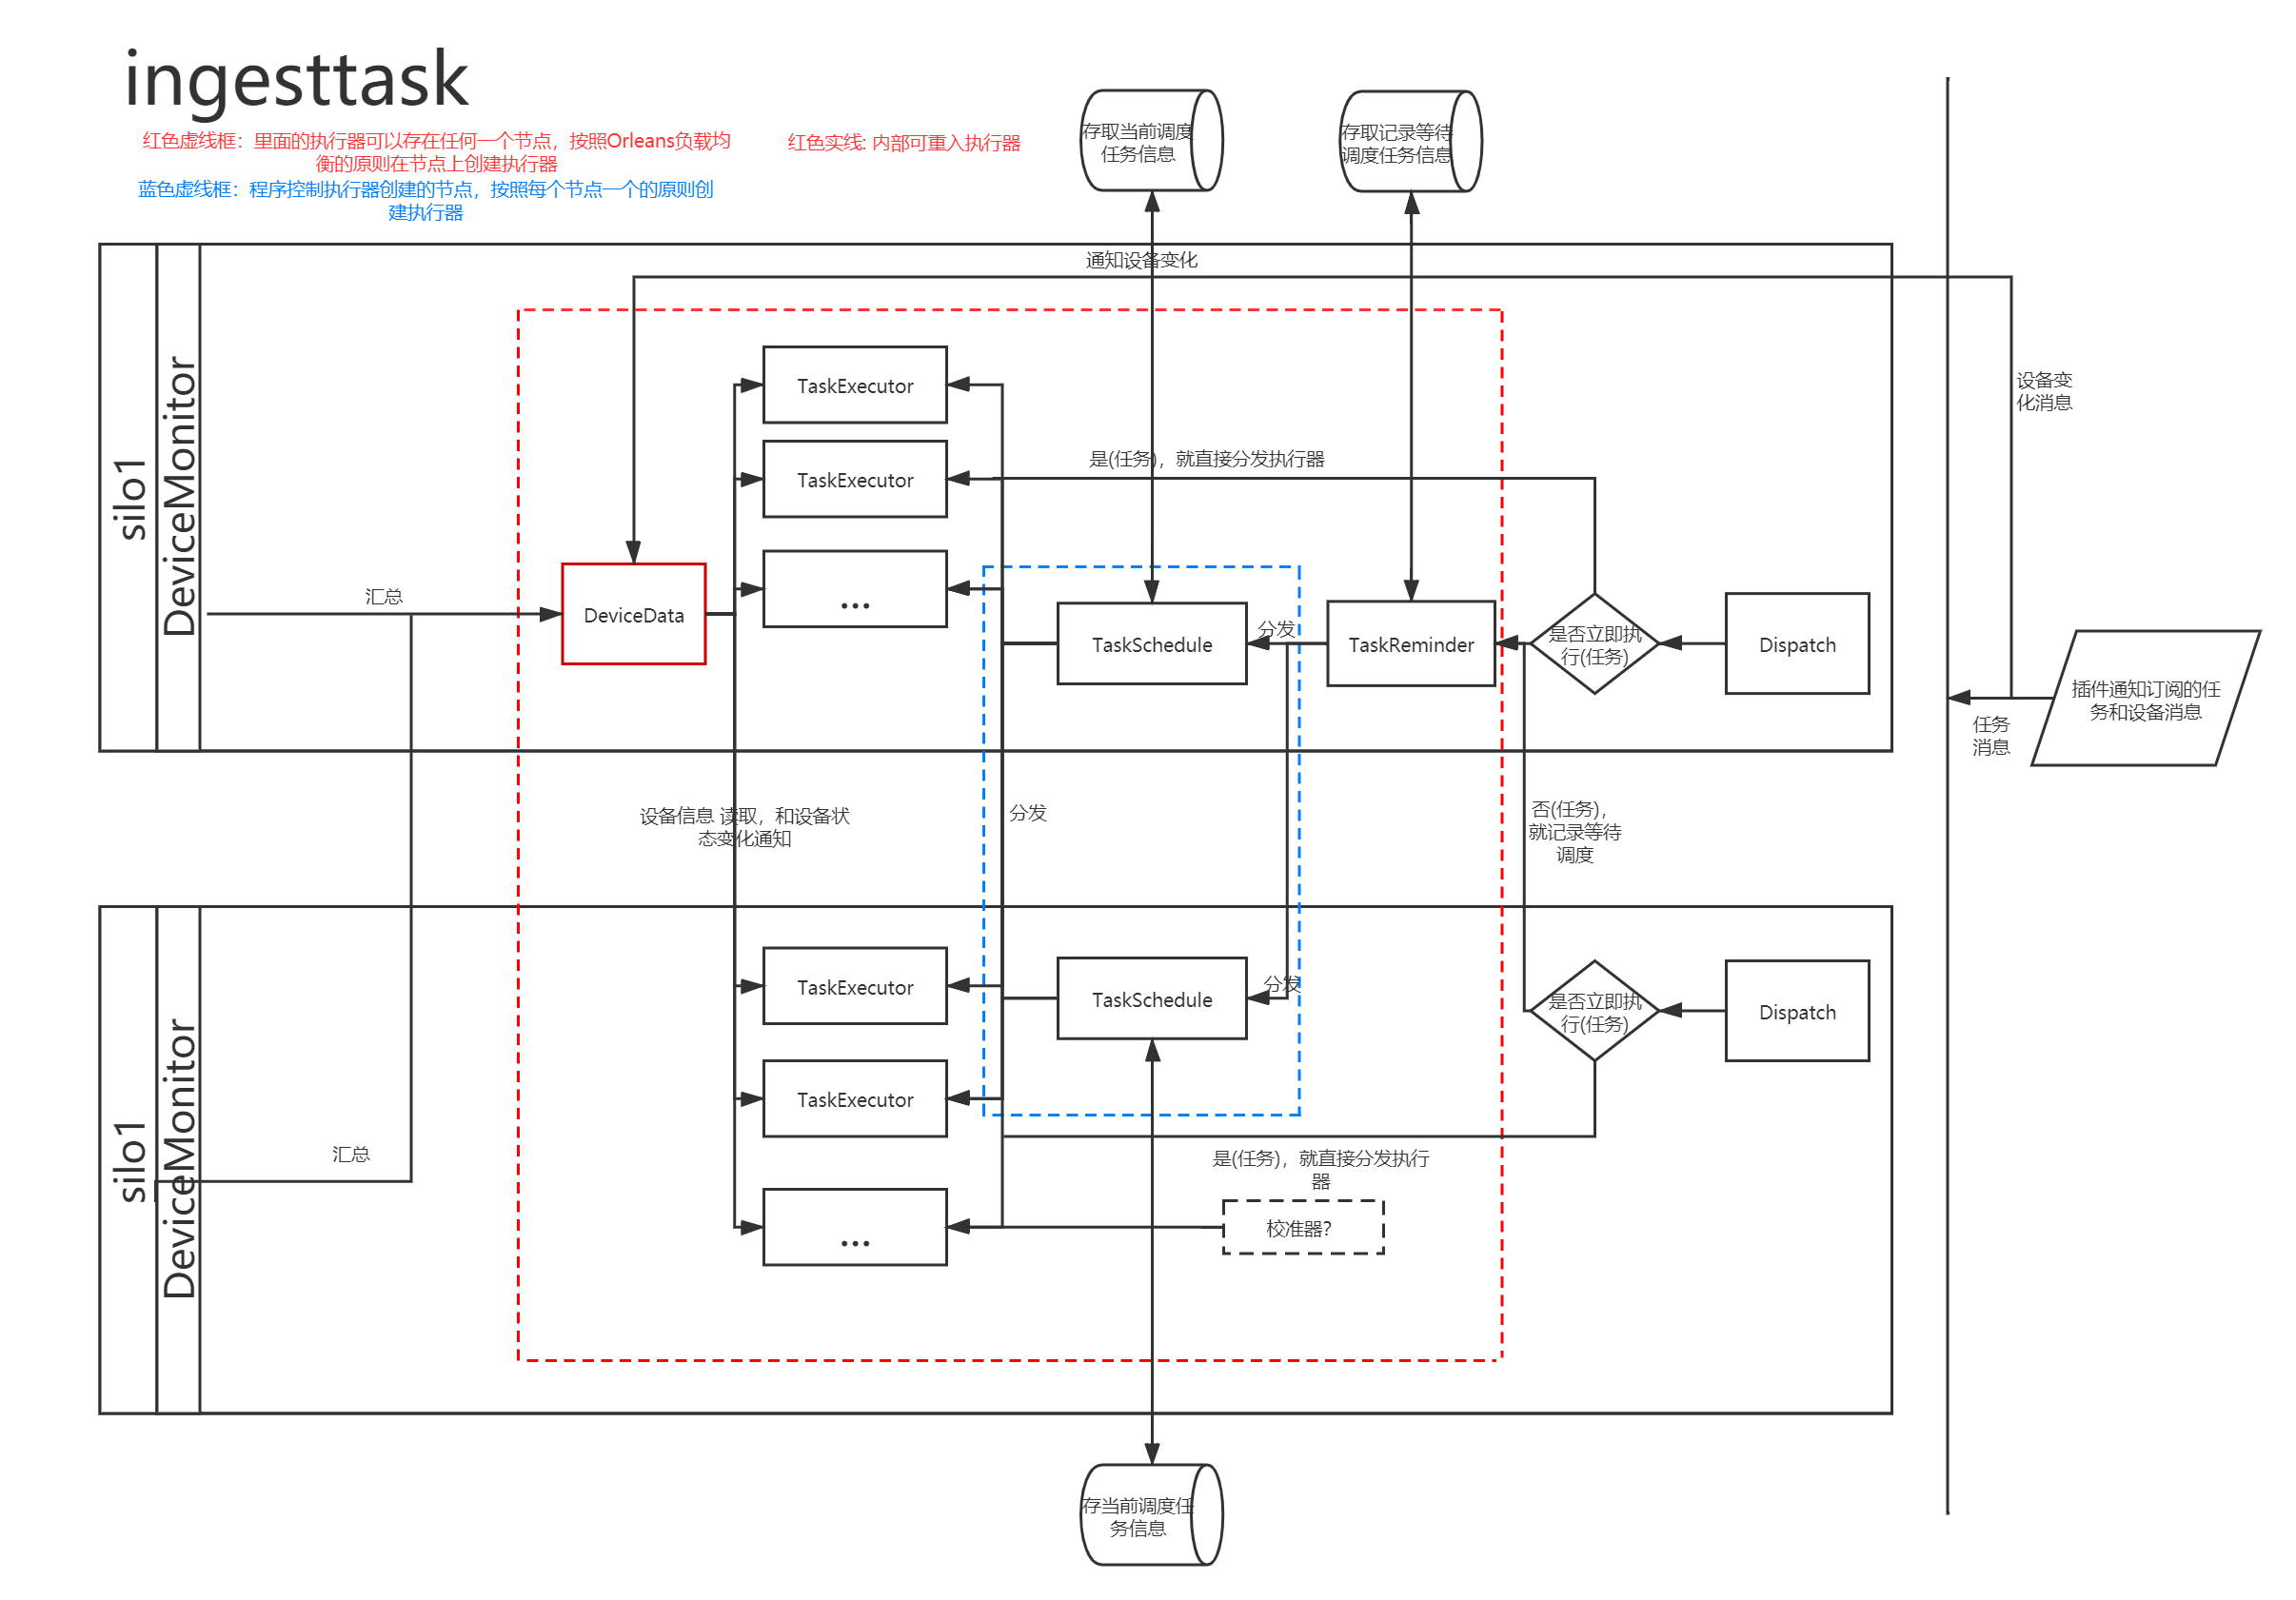 ingesttask
红色虚线框：里面的执行器可以存在任何一个节点，按照Orleans负载均
衡的原则在节点上创建执行器
红色实线: 内部可重入执行器
蓝色虚线框：程序控制执行器创建的节点，按照每个节点一个的原则创
建执行器
存取当前调度
任务信息
存取记录等待
调度任务信息
通知设备变化
设备变
化消息
silo1
DeviceMonitor
TaskExecutor
是(任务)，就直接分发执行器
TaskExecutor
...
汇总
DeviceData
TaskSchedule
分发
TaskReminder
是否立即执
行(任务)
Dispatch
插件通知订阅的任
务和设备消息
任务
消息
设备信息 读取，和设备状
态变化通知
分发
否(任务)，
就记录等待
调度
silo1
DeviceMonitor
TaskExecutor
TaskSchedule
分发
是否立即执
行(任务)
Dispatch
TaskExecutor
汇总
是(任务)，就直接分发执行
器
...
校准器?
存当前调度任
务信息